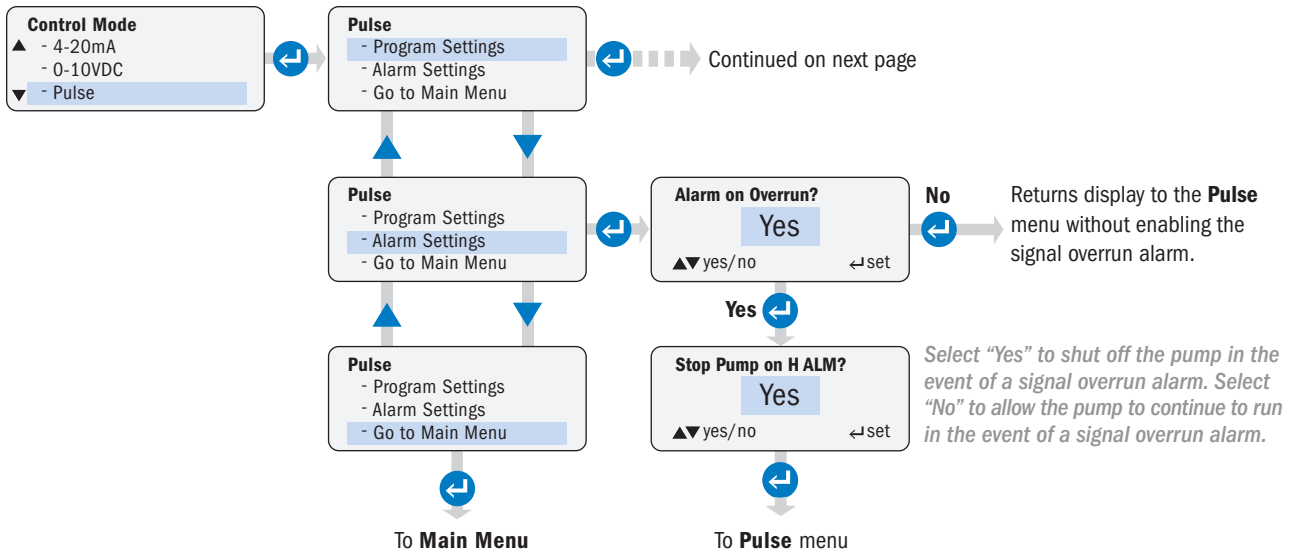 Control Mode
- 4-20mA
- 0-10VDC
- Pulse
Pulse
- Program Settings
- Alarm Settings
- Go to Main Menu
Continued on next page
Pulse
- Program Settings
- Alarm Settings
- Go to Main Menu
Alarm on Overrun?
Yes
▲▼ yes/no ↵ set
No
Returns display to the Pulse
menu without enabling the
signal overrun alarm.
Yes
Pulse
- Program Settings
- Alarm Settings
- Go to Main Menu
Stop Pump on H ALM?
Yes
▲▼ yes/no ↵ set
Select “Yes” to shut off the pump in the
event of a signal overrun alarm. Select
“No” to allow the pump to continue to run
in the event of a signal overrun alarm.
To Main Menu
To Pulse menu